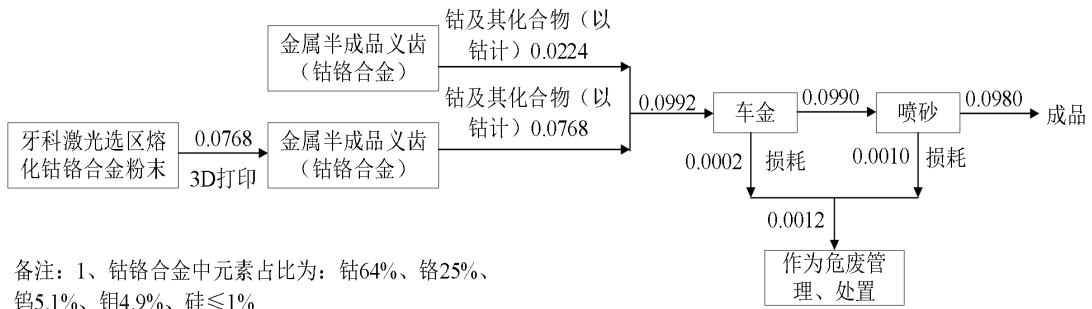 钴及其化合物（以
钴计）0.0224
金属半成品义齿
（钴铬合金）
钴及其化合物（以
钴计）0.0768
牙科激光选区熔
化钴铬合金粉末
0.0768
3D打印
金属半成品义齿
（钴铬合金）
0.0992
车金
0.0990
喷砂
0.0980
成品
0.0002
损耗
0.0010
损耗
0.0012
作为危废管
理、处置
备注：1、钴铬合金中元素占比为：钴64%、铬25%、
钨5.1%、钼4.9%、硅≤1%